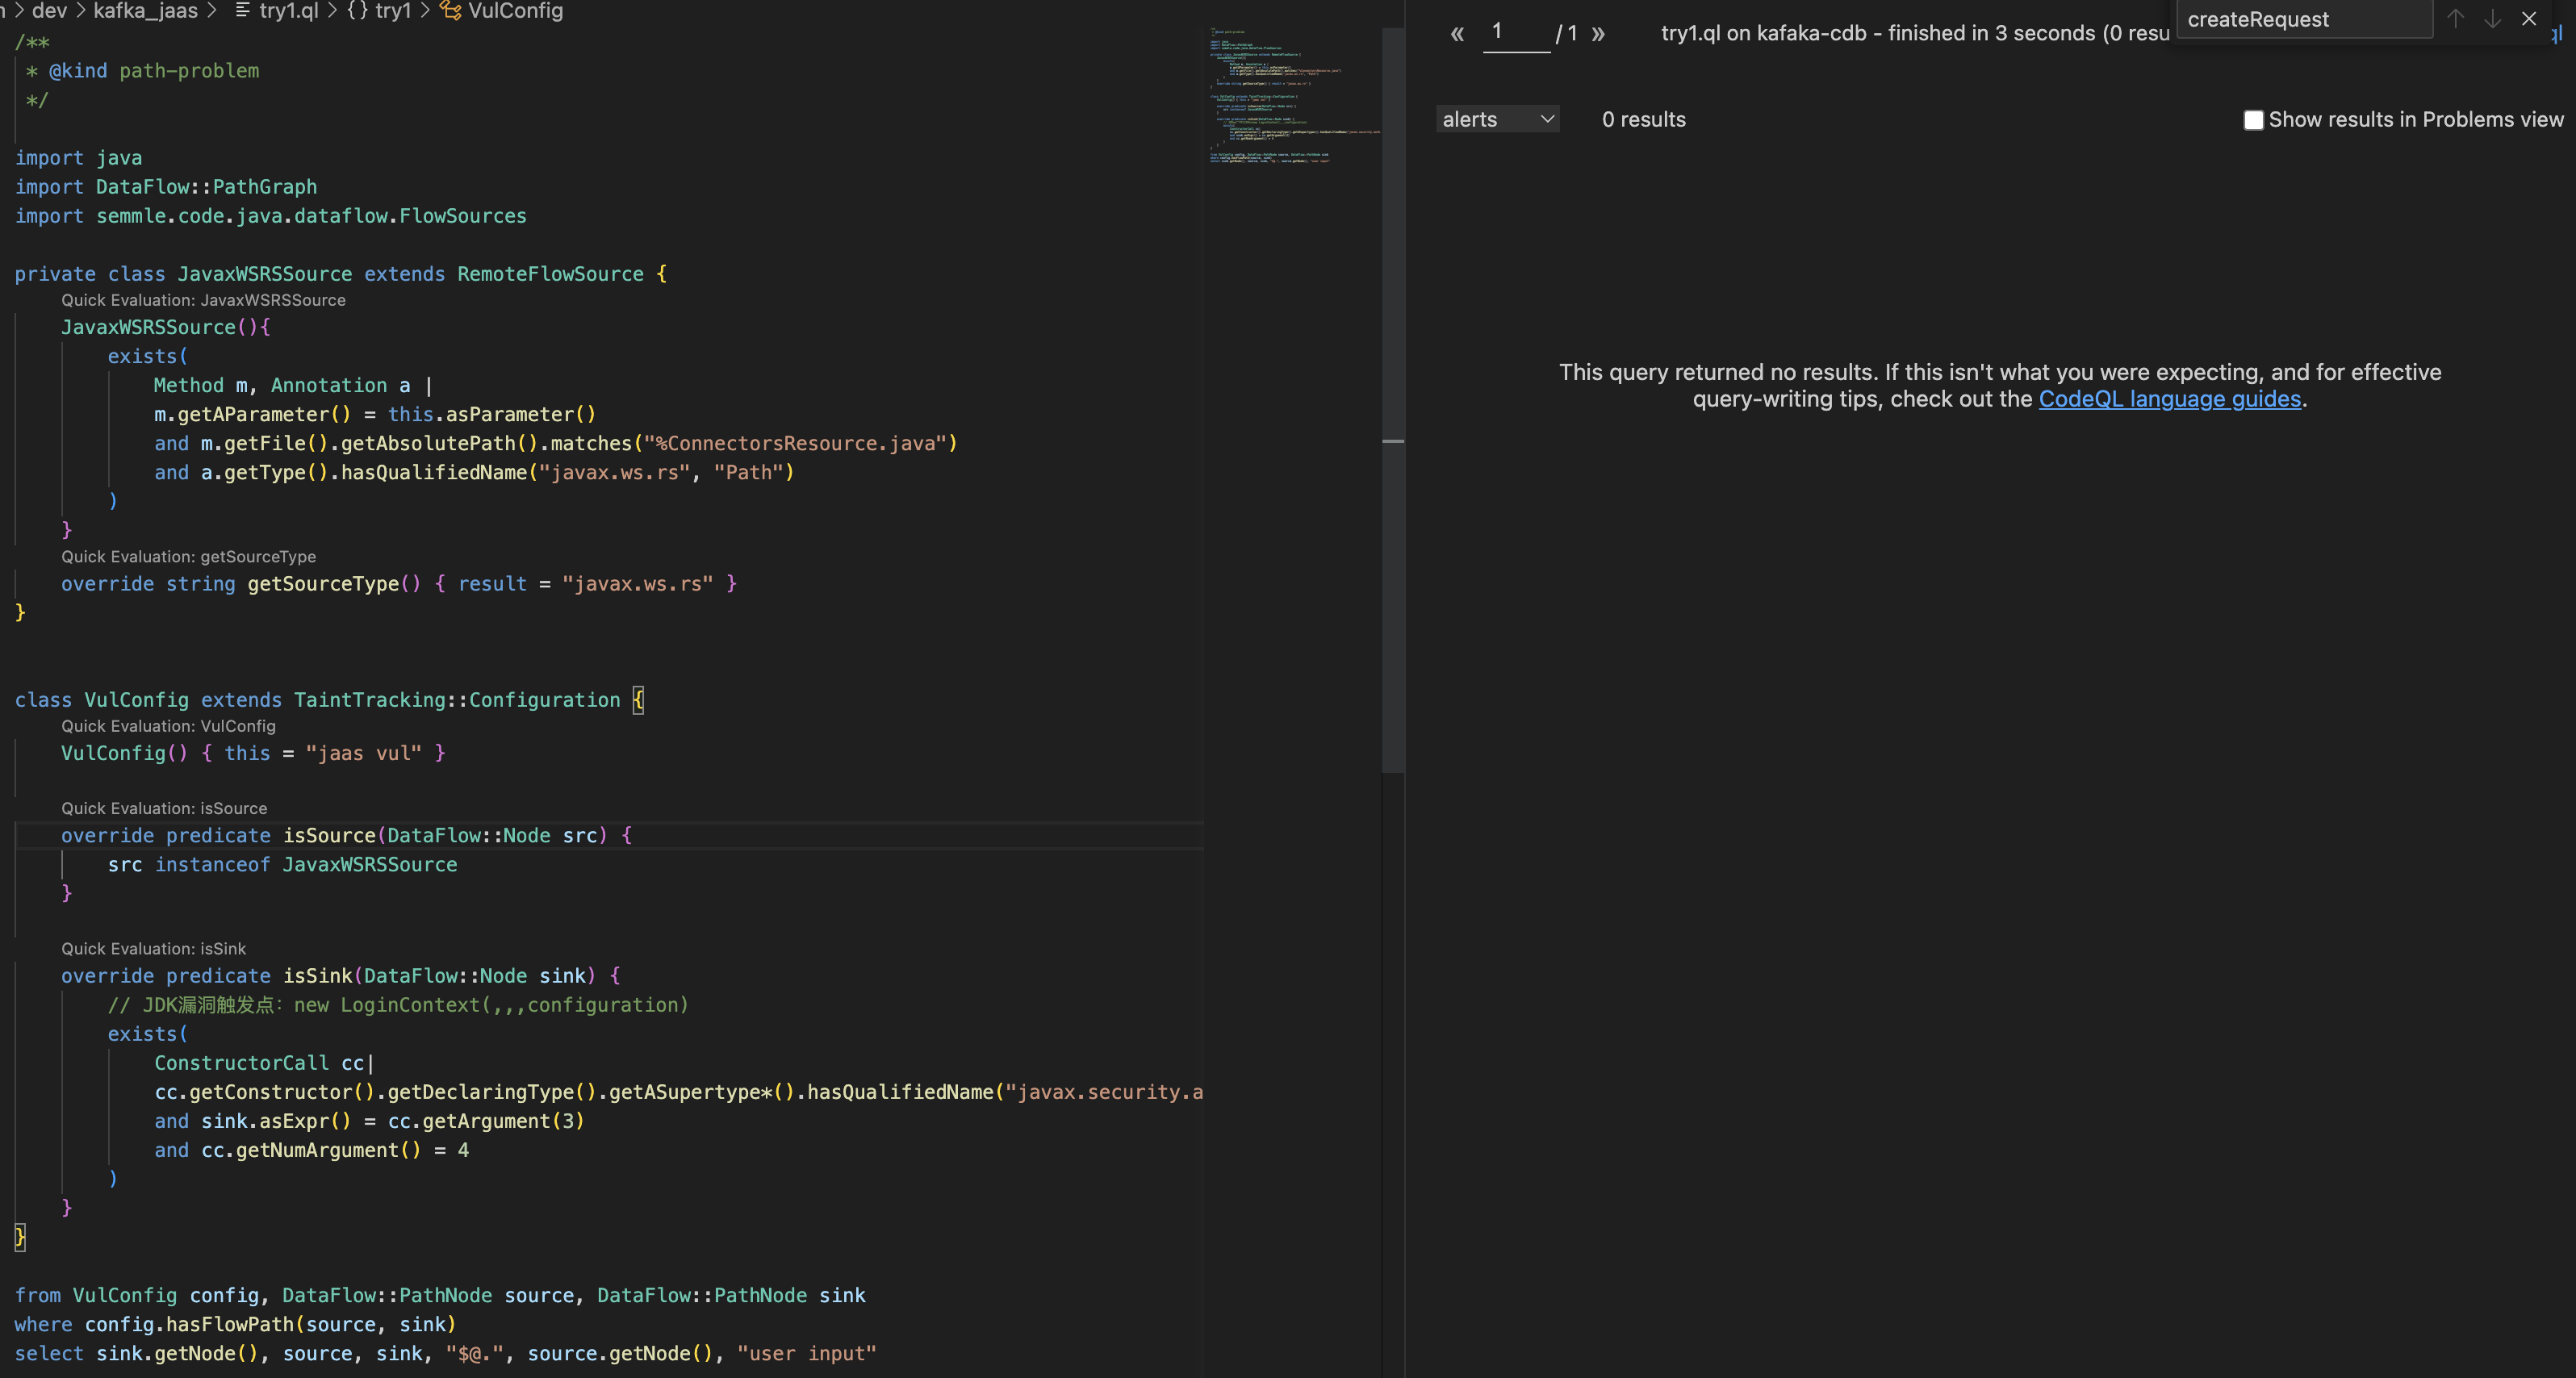 dev > kafka_jaas > try1.ql > {} try1 > VulConfig
/**
 * @kind path-problem
 */
import java
import DataFlow::PathGraph
import semmle.code.java.dataflow.FlowSources
private class JavaxWSRSSource extends RemoteFlowSource {
Quick Evaluation: JavaxWSRSSource
JavaxWSRSSource(){
exists(
Method m, Annotation a |
m.getAParameter() = this.asParameter()
and m.getFile().getAbsolutePath().matches("%ConnectorsResource.java")
and a.getType().hasQualifiedName("javax.ws.rs", "Path")
)
}
Quick Evaluation: getSourceType
override string getSourceType() { result = "javax.ws.rs" }
}
class VulConfig extends TaintTracking::Configuration {
Quick Evaluation: VulConfig
VulConfig() { this = "jaas vul" }
Quick Evaluation: isSource
override predicate isSource(DataFlow::Node src) {
src instanceof JavaxWSRSSource
}
Quick Evaluation: isSink
override predicate isSink(DataFlow::Node sink) {
// JDK漏洞触发点：new LoginContext(,,,configuration)
exists(
ConstructorCall cc|
cc.getConstructor().getDeclaringType().getASupertype*().hasQualifiedName("javax.security.a
and sink.asExpr() = cc.getArgument(3)
and cc.getNumArgument() = 4
)
}
}
from VulConfig config, DataFlow::PathNode source, DataFlow::PathNode sink
where config.hasFlowPath(source, sink)
select sink.getNode(), source, sink, "$@.", source.getNode(), "user input"
« 1 / 1 » try1.ql on kafaka-cdb - finished in 3 seconds (0 resu
createRequest
ql
alerts 0 results Show results in Problems view
This query returned no results. If this isn't what you were expecting, and for effective
query-writing tips, check out the CodeQL language guides.